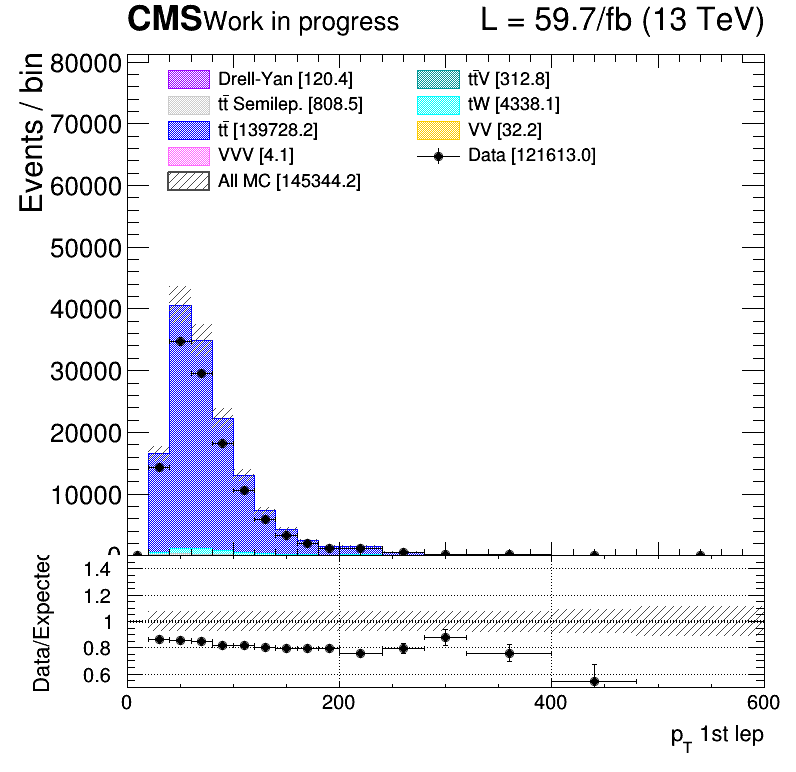 CMS Work in progress L = 59.7/fb (13 TeV)
Events / bin
80000
70000
60000
50000
40000
30000
20000
10000
0
Drell-Yan [120.4]
tt̄ Semilep. [808.5]
tt̄ [139728.2]
VVV [4.1]
All MC [145344.2]
tt̄V [312.8]
tW [4338.1]
VV [32.2]
Data [121613.0]
Data/Expected
1.4
1.2
1
0.8
0.6
0 200 400 600
p_T 1st lep